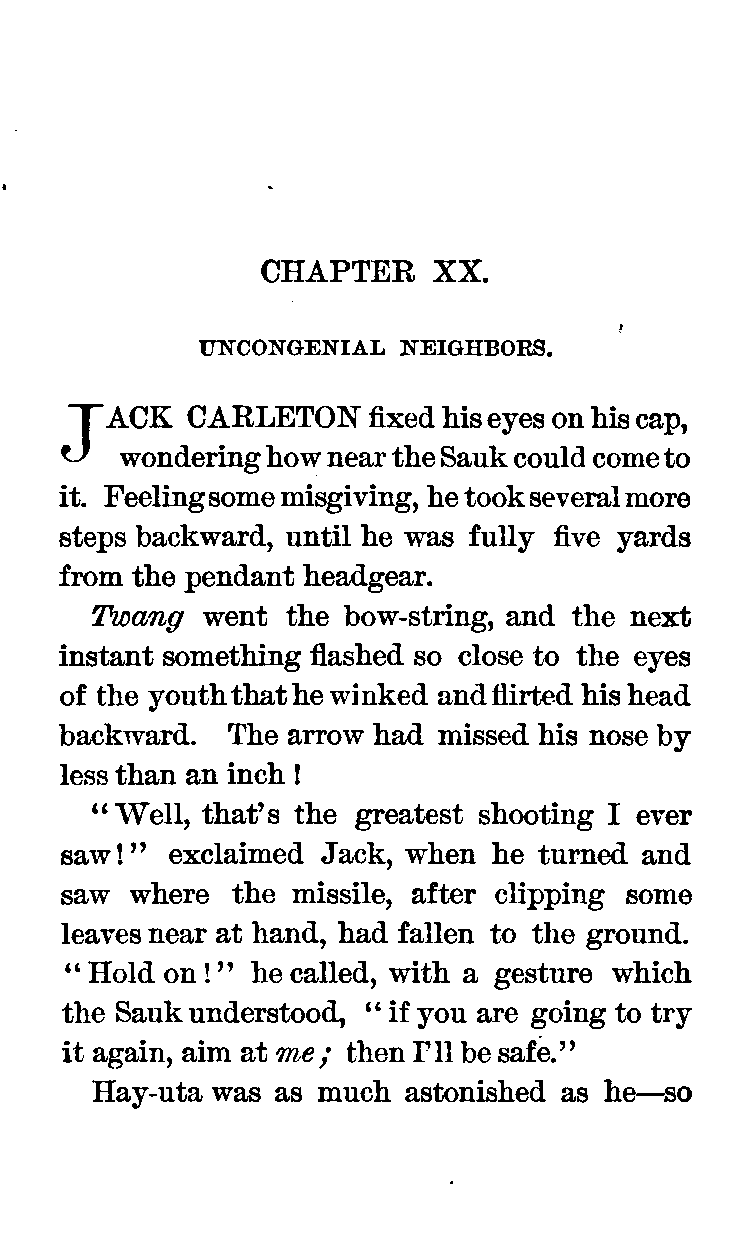 CHAPTER XX.
UNCONGENIAL NEIGHBORS.
JACK CARLETON fixed his eyes on his cap,
wondering how near the Sauk could come to
it. Feeling some misgiving, he took several more
steps backward, until he was fully five yards
from the pendant headgear.
Twang went the bow-string, and the next
instant something flashed so close to the eyes
of the youth that he winked and flirted his head
backward. The arrow had missed his nose by
less than an inch!
“Well, that’s the greatest shooting I ever
saw!” exclaimed Jack, when he turned and
saw where the missile, after clipping some
leaves near at hand, had fallen to the ground.
“Hold on!” he called, with a gesture which
the Sauk understood, “if you are going to try
it again, aim at me; then I’ll be safe.”
Hay-uta was as much astonished as he—so